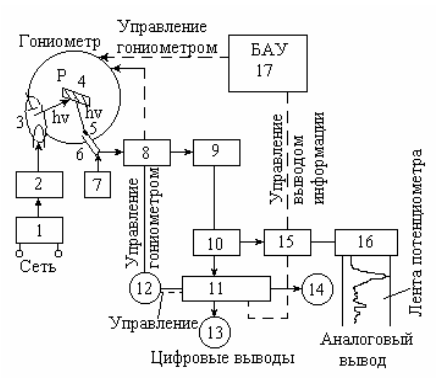 Управление
гониометром
Гониометр
БАУ
17
P
4
3
hν
hν
5
6
7
8
9
2
1
Сеть
Управление
гониометром
Управление
выводом
информации
10
15
16
12
11
14
Управление
13
Цифровые выводы
Аналоговый
вывод
Лента потенциометра